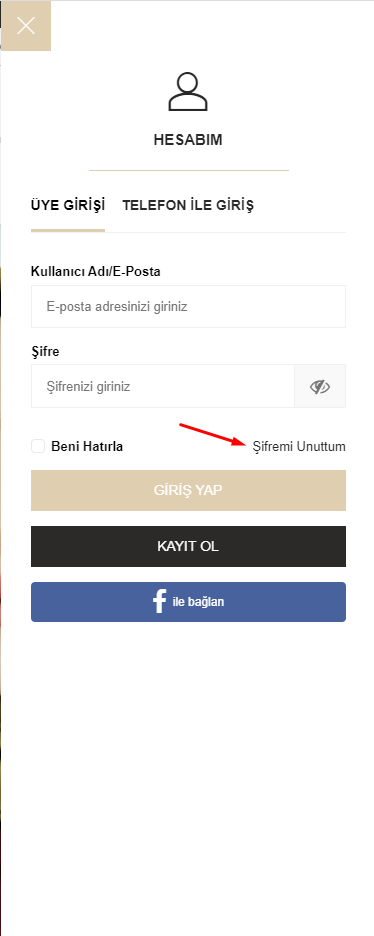 HESABIM
ÜYE GİRİŞİ TELEFON İLE GİRİŞ
Kullanıcı Adı/E-Posta
E-posta adresinizi giriniz
Şifre
Şifrenizi giriniz
Beni Hatırla Şifremi Unuttum
GİRİŞ YAP
KAYIT OL
f ile bağlan